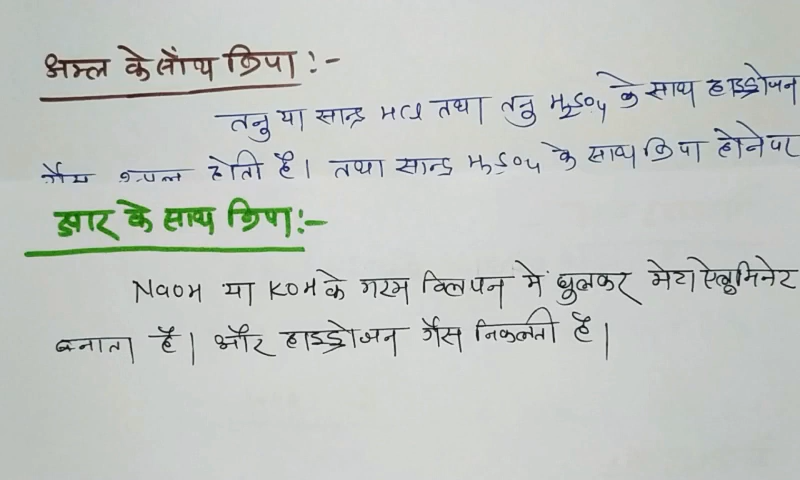 अम्ल के साथ क्रिया :-
तनु या सान्द्र HCl तथा तनु H₂SO₄ के साथ हाइड्रोजन
गैस होती है। तथा सान्द्र H₂SO₄ के साथ क्रिया होने पर
क्षार के साथ क्रिया :-
NaOH या KOH के गरम विलयन में घुलकर मेटा ऐलुमिनेट
बनाता है। और हाइड्रोजन गैस निकलती है।